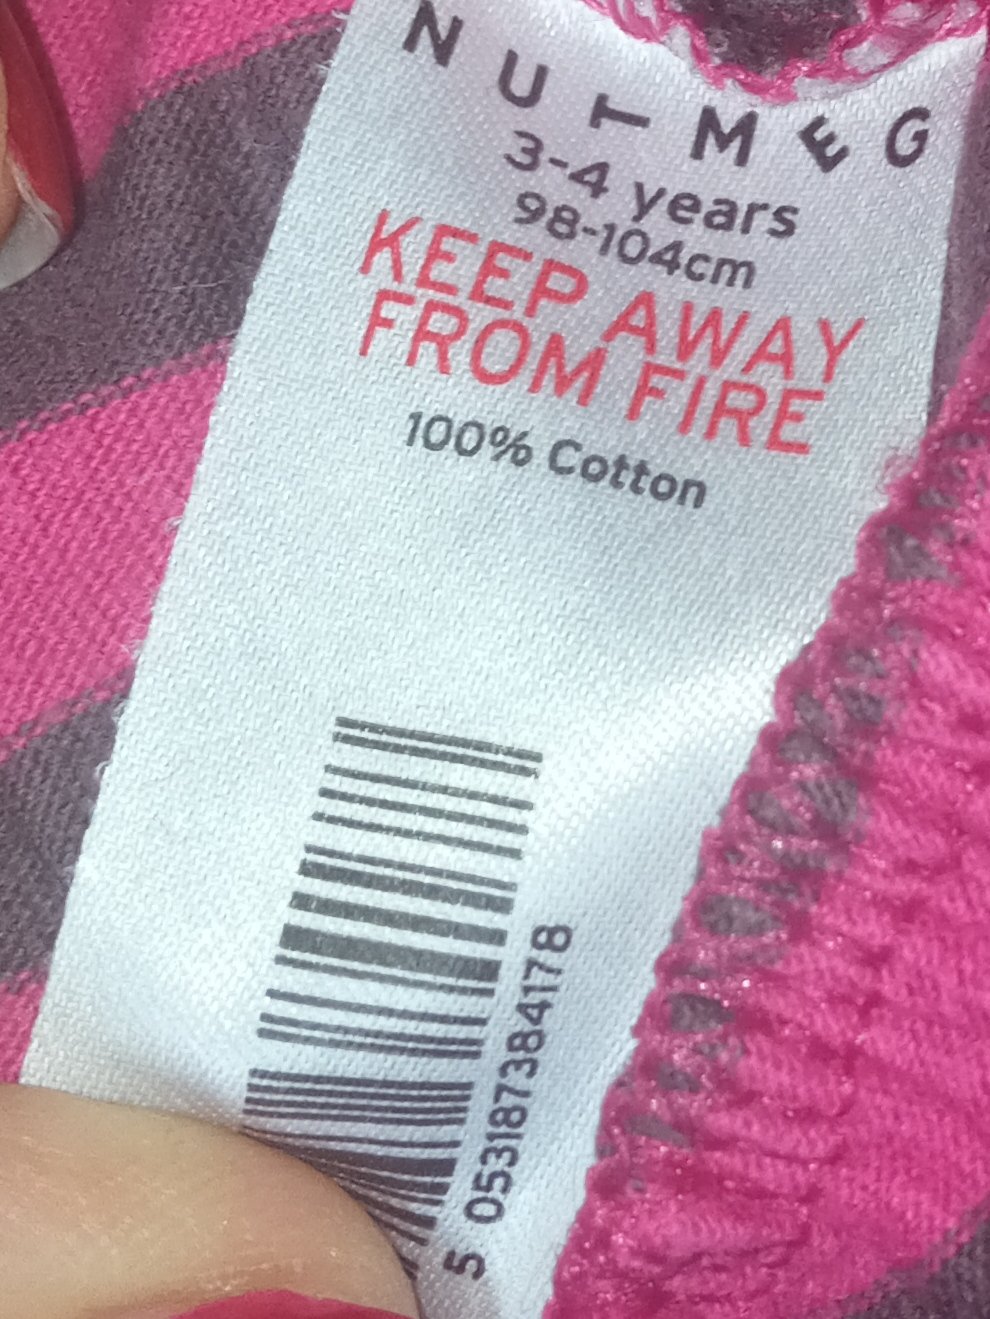 NUTMEG
3-4 years
98-104cm
KEEP AWAY
FROM FIRE
100% Cotton
5 053187384178